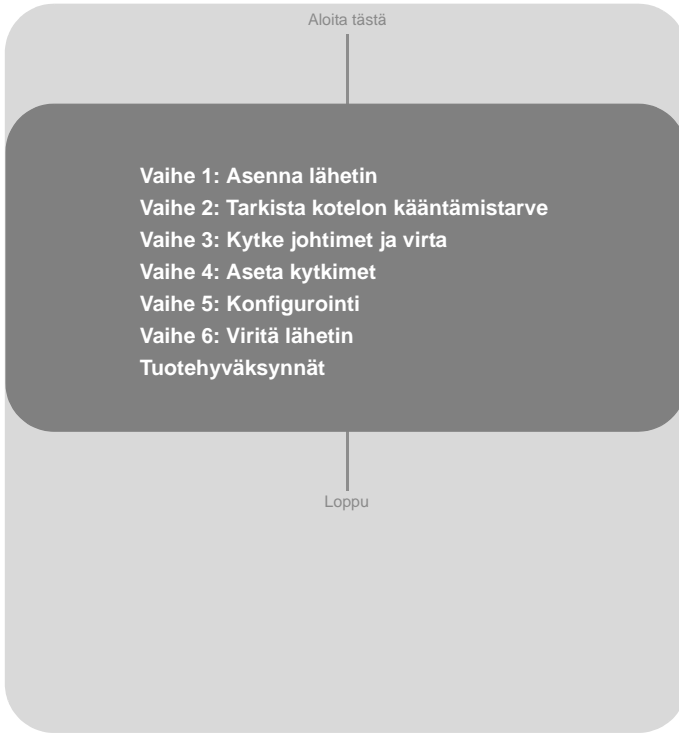 Aloita tästä
Vaihe 1: Asenna lähetin
Vaihe 2: Tarkista kotelon kääntämistarve
Vaihe 3: Kytke johtimet ja virta
Vaihe 4: Aseta kytkimet
Vaihe 5: Konfigurointi
Vaihe 6: Viritä lähetin
Tuotehyväksynnät
Loppu